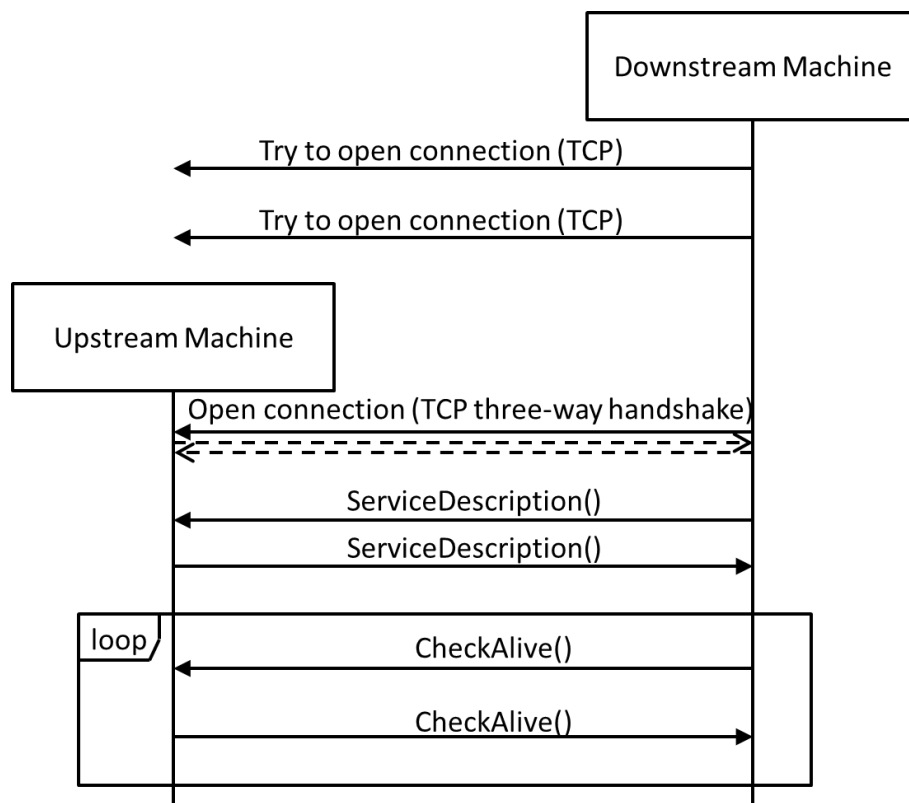 Downstream Machine
Try to open connection (TCP)
Try to open connection (TCP)
Upstream Machine
Open connection (TCP three-way handshake)
ServiceDescription()
ServiceDescription()
loop
CheckAlive()
CheckAlive()